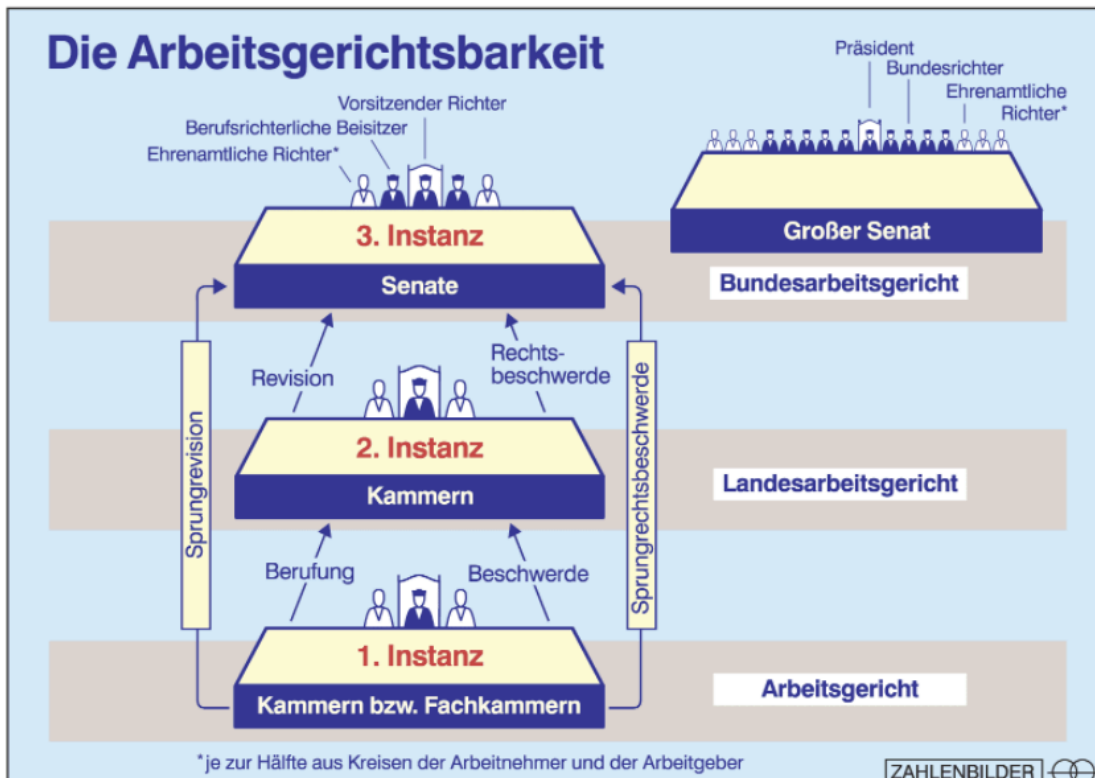 Die Arbeitsgerichtsbarkeit
Präsident
Bundesrichter
Ehrenamtliche
Richter*
Vorsitzender Richter
Berufsrichterliche Beisitzer
Ehrenamtliche Richter*
3. Instanz
Senate
Großer Senat
Bundesarbeitsgericht
Revision
Rechts-
beschwerde
Sprungrevision
Sprungrechtsbeschwerde
2. Instanz
Kammern
Landesarbeitsgericht
Berufung
Beschwerde
1. Instanz
Kammern bzw. Fachkammern
Arbeitsgericht
*je zur Hälfte aus Kreisen der Arbeitnehmer und der Arbeitgeber
ZAHLENBILDER